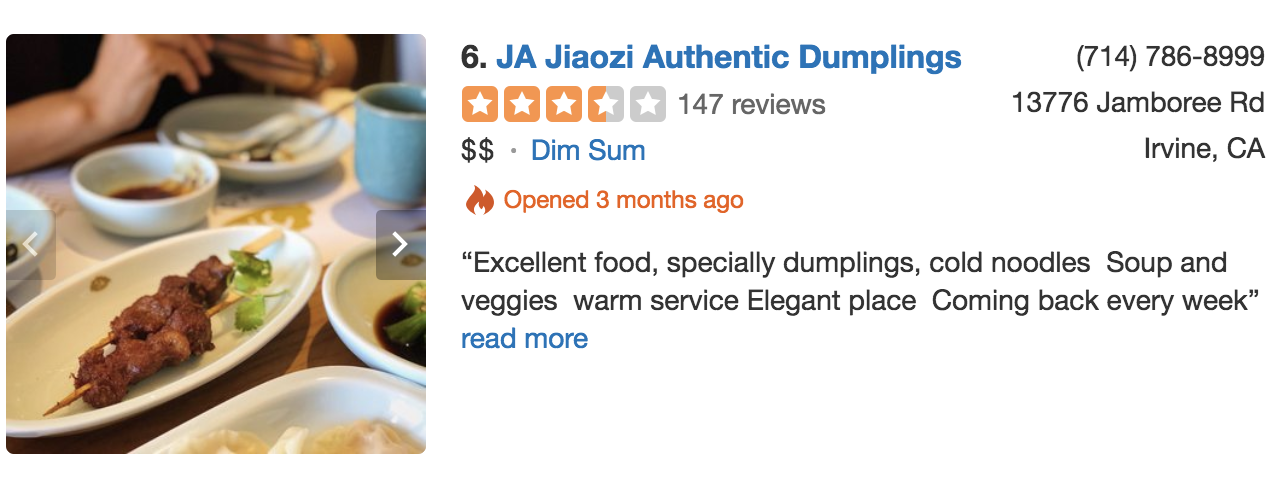 6. JA Jiaozi Authentic Dumplings
147 reviews
$$ · Dim Sum
Opened 3 months ago
(714) 786-8999
13776 Jamboree Rd
Irvine, CA
“Excellent food, specially dumplings, cold noodles  Soup and
veggies  warm service Elegant place  Coming back every week”
read more